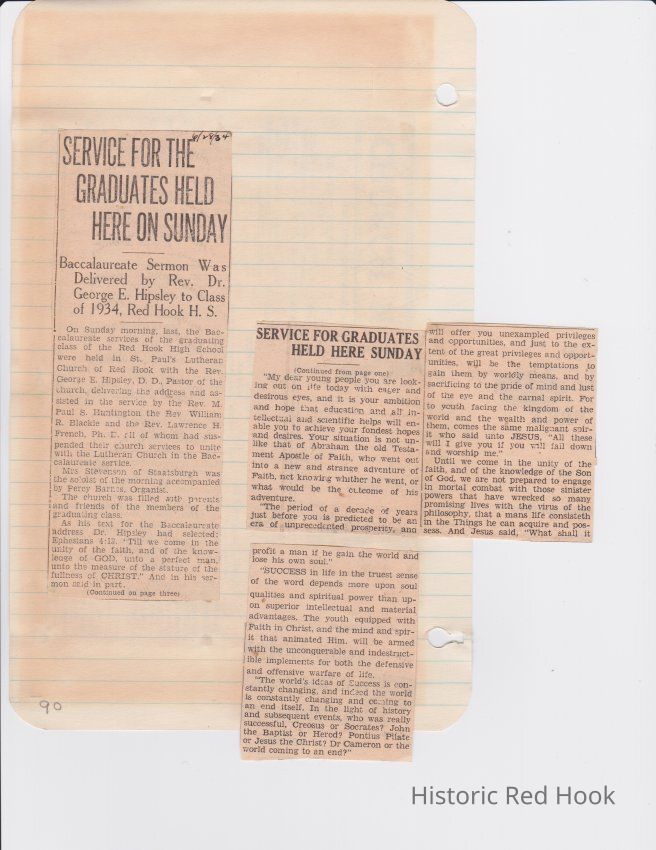 6/28/34
SERVICE FOR THE
GRADUATES HELD
HERE ON SUNDAY
Baccalaureate Sermon Was
Delivered by Rev. Dr.
George E. Hipsley to Class
of 1934, Red Hook H. S.
On Sunday morning, last, the Bac-
calaureate services of the graduating
class of the Red Hook High School
were held in St. Paul's Lutheran
Church of Red Hook with the Rev.
George E. Hipsley, D. D., Pastor of the
church, delivering the address and as-
sisted in the service by the Rev. M.
Paul S. Huntington the Rev William
R. Blackie and the Rev. Lawrence H.
French, Ph. D. all of whom had sus-
pended their church services to unite
with the Lutheran Church in the Bac-
calaureate service.
Mrs Stevenson of Staatsburgh was
the soloist of the morning accompanied
by Percy Barnes, Organist.
The church was filled with parents
and friends of the members of the
graduating class.
As his text for the Baccalaureate
address Dr. Hipsley had selected:
Ephesians 4:13. "Till we come in the
unity of the faith, and of the know-
ledge of GOD, unto a perfect man,
unto the measure of the stature of the
fullness of CHRIST." And in his ser-
mon said in part.
(Continued on page three)
SERVICE FOR GRADUATES
HELD HERE SUNDAY
(Continued from page one)
"My dear young people you are look-
ing out on life today with eager and
desirous eyes, and it is your ambition
and hope that education and all in-
tellectual and scientific helps will en-
able you to achieve your fondest hopes
and desires. Your situation is not un-
like that of Abraham the old Testa-
ment Apostle of Faith, who went out
into a new and strange adventure of
Faith, not knowing whether he went, or
what would be the outcome of his
adventure.
"The period of a decade of years
just before you is predicted to be an
era of unprecedented prosperity, and
will offer you unexampled privileges
and opportunities, and just to the ex-
tent of the great privileges and opport-
unities, will be the temptations to
gain them by worldly means, and by
sacrificing to the pride of mind and lust
of the eye and the carnal spirit. For
to youth facing the kingdom of the
world and the wealth and power of
them, comes the same malignant spir-
it who said unto JESUS, "All these
will I give you if you will fall down
and worship me."
Until we come in the unity of the
faith, and of the knowledge of the Son
of God, we are not prepared to engage
in mortal combat with those sinister
powers that have wrecked so many
promising lives with the virus of the
philosophy, that a mans life consisteth
in the Things he can acquire and pos-
sess. And Jesus said, "What shall it
profit a man if he gain the world and
lose his own soul."
"SUCCESS in life in the truest sense
of the word depends more upon soul
qualities and spiritual power than up-
on superior intellectual and material
advantages. The youth equipped with
Faith in Christ, and the mind and spir-
it that animated Him, will be armed
with the unconquerable and indestruct-
ible implements for both the defensive
and offensive warfare of life.
"The world's ideas of Success is con-
stantly changing, and indeed the world
is constantly changing and coming to
an end itself. In the light of history
and subsequent events, who was really
successful, Creosus or Socrates? John
the Baptist or Herod? Pontius Pilate
or Jesus the Christ? Dr Cameron or the
world coming to an end?"
90
Historic Red Hook